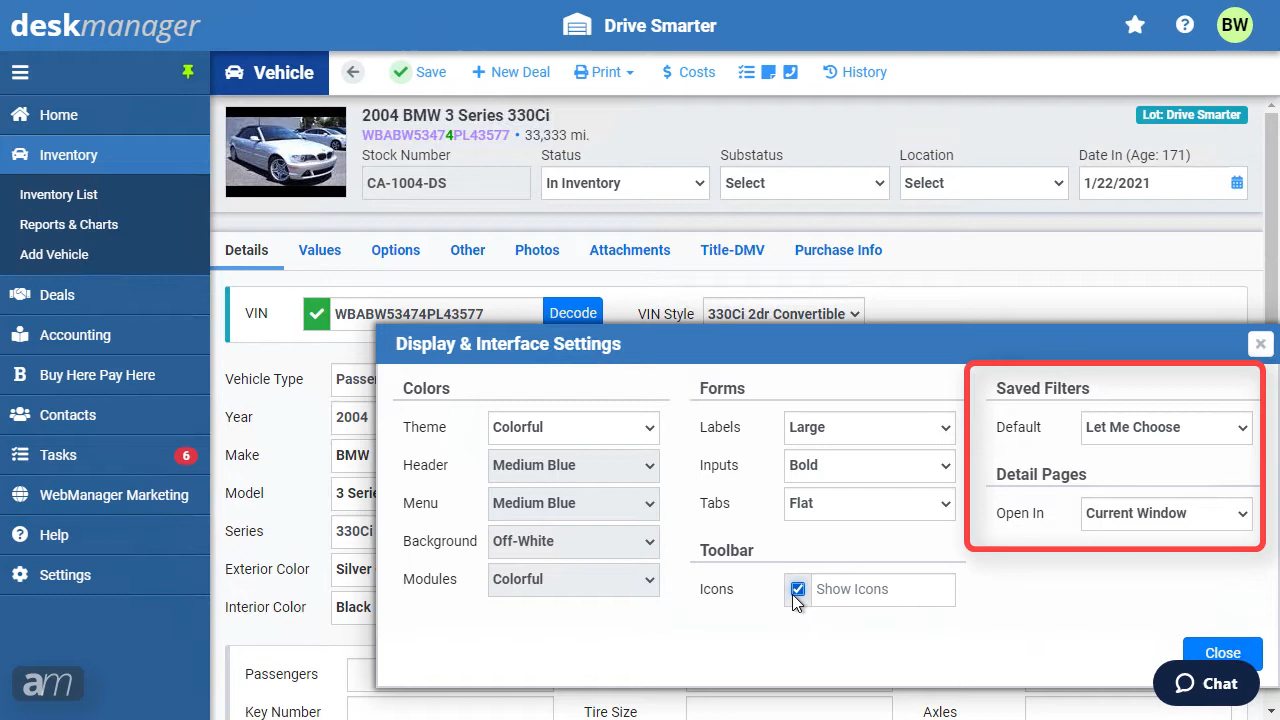 deskmanager
Drive Smarter
BW
Vehicle
Save
New Deal
Print
$ Costs
History
Home
Inventory
Inventory List
Reports & Charts
Add Vehicle
Deals
Accounting
B Buy Here Pay Here
Contacts
Tasks 6
WebManager Marketing
Help
Settings
am
2004 BMW 3 Series 330Ci
Lot: Drive Smarter
WBABW53474PL43577 • 33,333 mi.
Stock Number Status Substatus Location Date In (Age: 171)
CA-1004-DS In Inventory Select Select 1/22/2021
Details Values Options Other Photos Attachments Title-DMV Purchase Info
VIN WBABW53474PL43577 Decode VIN Style 330Ci 2dr Convertible
Vehicle Type Passe
Year 2004
Make BMW
Model 3 Serie
Series 330Ci
Exterior Color Silver
Interior Color Black
Passengers
Key Number Tire Size Axles
Display & Interface Settings
Colors
Theme Colorful
Header Medium Blue
Menu Medium Blue
Background Off-White
Modules Colorful
Forms
Labels Large
Inputs Bold
Tabs Flat
Toolbar
Icons Show Icons
Saved Filters
Default Let Me Choose
Detail Pages
Open In Current Window
Close
Chat